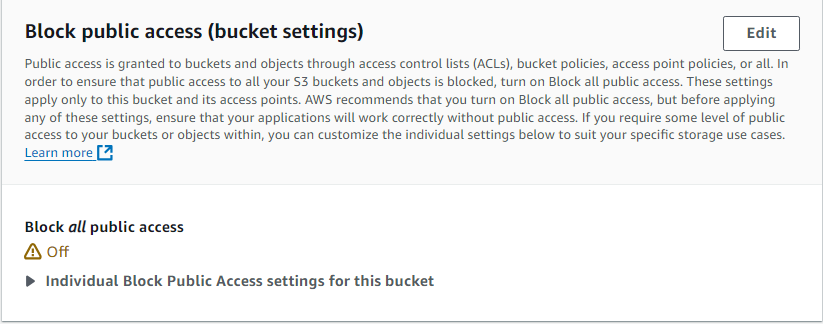 Block public access (bucket settings)
Edit
Public access is granted to buckets and objects through access control lists (ACLs), bucket policies, access point policies, or all. In
order to ensure that public access to all your S3 buckets and objects is blocked, turn on Block all public access. These settings
apply only to this bucket and its access points. AWS recommends that you turn on Block all public access, but before applying
any of these settings, ensure that your applications will work correctly without public access. If you require some level of public
access to your buckets or objects within, you can customize the individual settings below to suit your specific storage use cases.
Learn more
Block all public access
Off
Individual Block Public Access settings for this bucket